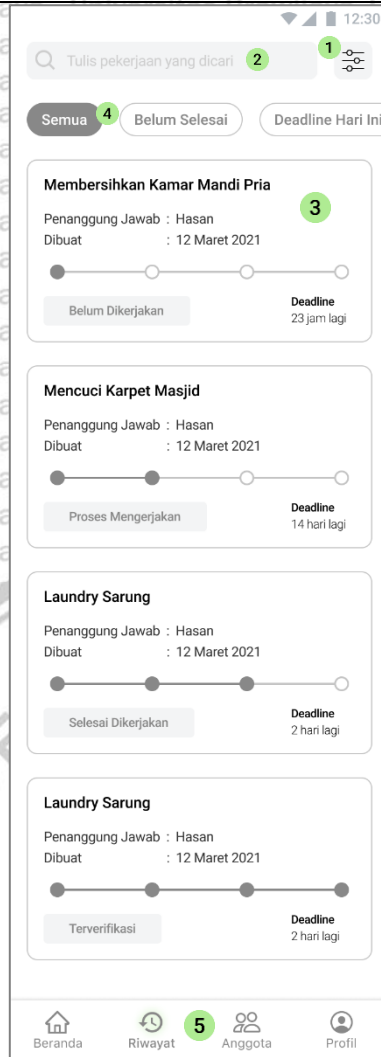 12:30
1
Tulis pekerjaan yang dicari 2
Semua 4 Belum Selesai Deadline Hari Ini
Membersihkan Kamar Mandi Pria
3
Penanggung Jawab : Hasan
Dibuat : 12 Maret 2021
Belum Dikerjakan
Deadline
23 jam lagi
Mencuci Karpet Masjid
Penanggung Jawab : Hasan
Dibuat : 12 Maret 2021
Proses Mengerjakan
Deadline
14 hari lagi
Laundry Sarung
Penanggung Jawab : Hasan
Dibuat : 12 Maret 2021
Selesai Dikerjakan
Deadline
2 hari lagi
Laundry Sarung
Penanggung Jawab : Hasan
Dibuat : 12 Maret 2021
Terverifikasi
Deadline
2 hari lagi
5
Beranda Riwayat Anggota Profil